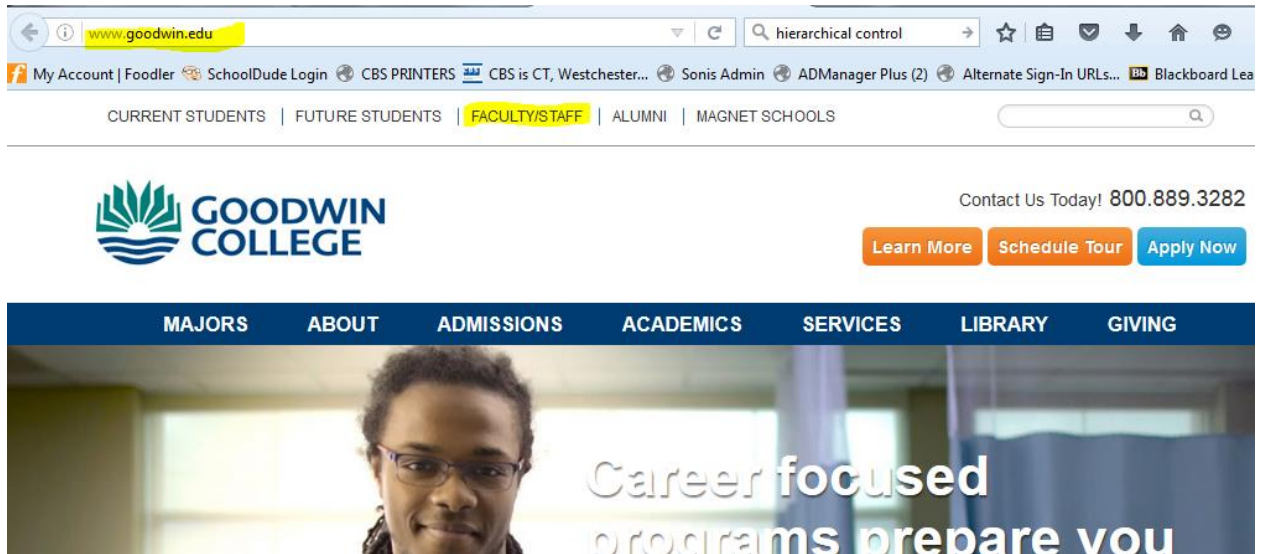 www.goodwin.edu hierarchical control
My Account | Foodler SchoolDude Login CBS PRINTERS CBS is CT, Westchester... Sonis Admin ADManager Plus (2) Alternate Sign-In URLs... Bb Blackboard Lea
CURRENT STUDENTS | FUTURE STUDENTS | FACULTY/STAFF | ALUMNI | MAGNET SCHOOLS
GOODWIN
COLLEGE
Contact Us Today! 800.889.3282
Learn More Schedule Tour Apply Now
MAJORS ABOUT ADMISSIONS ACADEMICS SERVICES LIBRARY GIVING
Career focused
programs prepare you